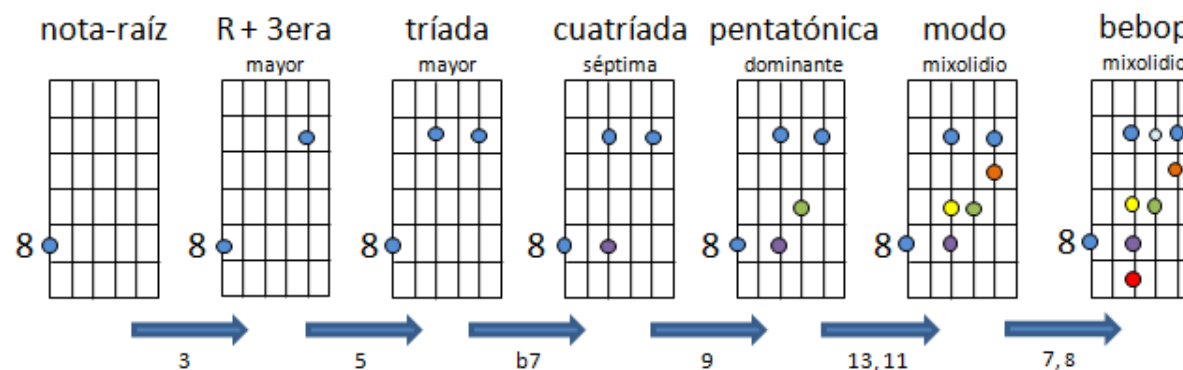 nota-raíz R + 3era tríada cuatríada pentatónica modo bebop
mayor mayor séptima dominante mixolidio mixolidio
8 8 8 8 8 8 8
3 5 b7 9 13, 11 7, 8